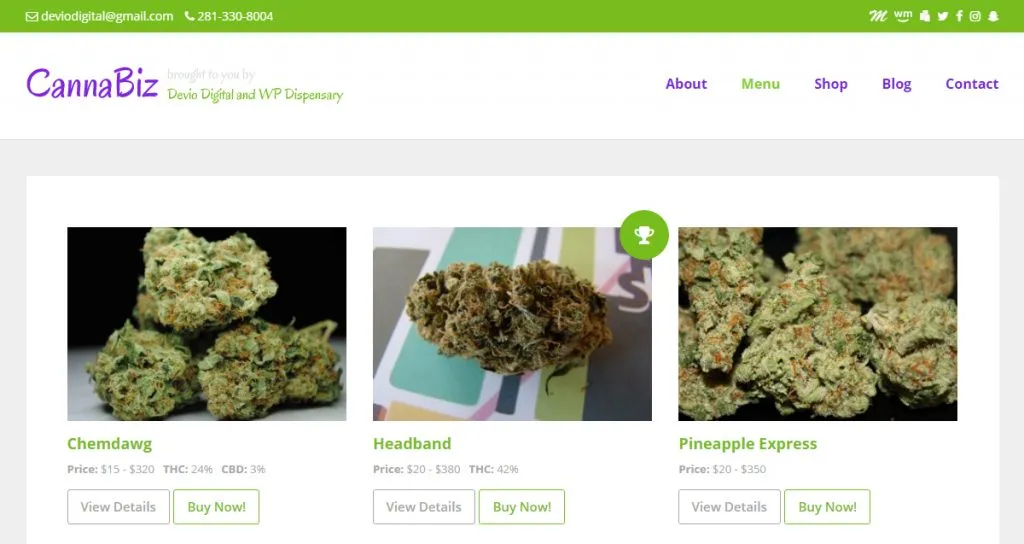 deviodigital@gmail.com 281-330-8004
wm
CannaBiz brought to you by
Devio Digital and WP Dispensary
About Menu Shop Blog Contact
Chemdawg Headband Pineapple Express
Price: $15 - $320 THC: 24% CBD: 3% Price: $20 - $380 THC: 42% Price: $20 - $350
View Details Buy Now! View Details Buy Now! View Details Buy Now!